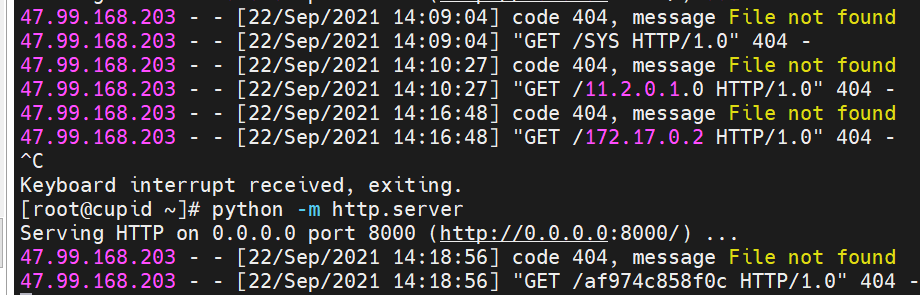 47.99.168.203 - - [22/Sep/2021 14:09:04] code 404, message File not found
47.99.168.203 - - [22/Sep/2021 14:09:04] "GET /SYS HTTP/1.0" 404 -
47.99.168.203 - - [22/Sep/2021 14:10:27] code 404, message File not found
47.99.168.203 - - [22/Sep/2021 14:10:27] "GET /11.2.0.1.0 HTTP/1.0" 404 -
47.99.168.203 - - [22/Sep/2021 14:16:48] code 404, message File not found
47.99.168.203 - - [22/Sep/2021 14:16:48] "GET /172.17.0.2 HTTP/1.0" 404 -
^C
Keyboard interrupt received, exiting.
[root@cupid ~]# python -m http.server
Serving HTTP on 0.0.0.0 port 8000 (http://0.0.0.0:8000/) ...
47.99.168.203 - - [22/Sep/2021 14:18:56] code 404, message File not found
47.99.168.203 - - [22/Sep/2021 14:18:56] "GET /af974c858f0c HTTP/1.0" 404 -